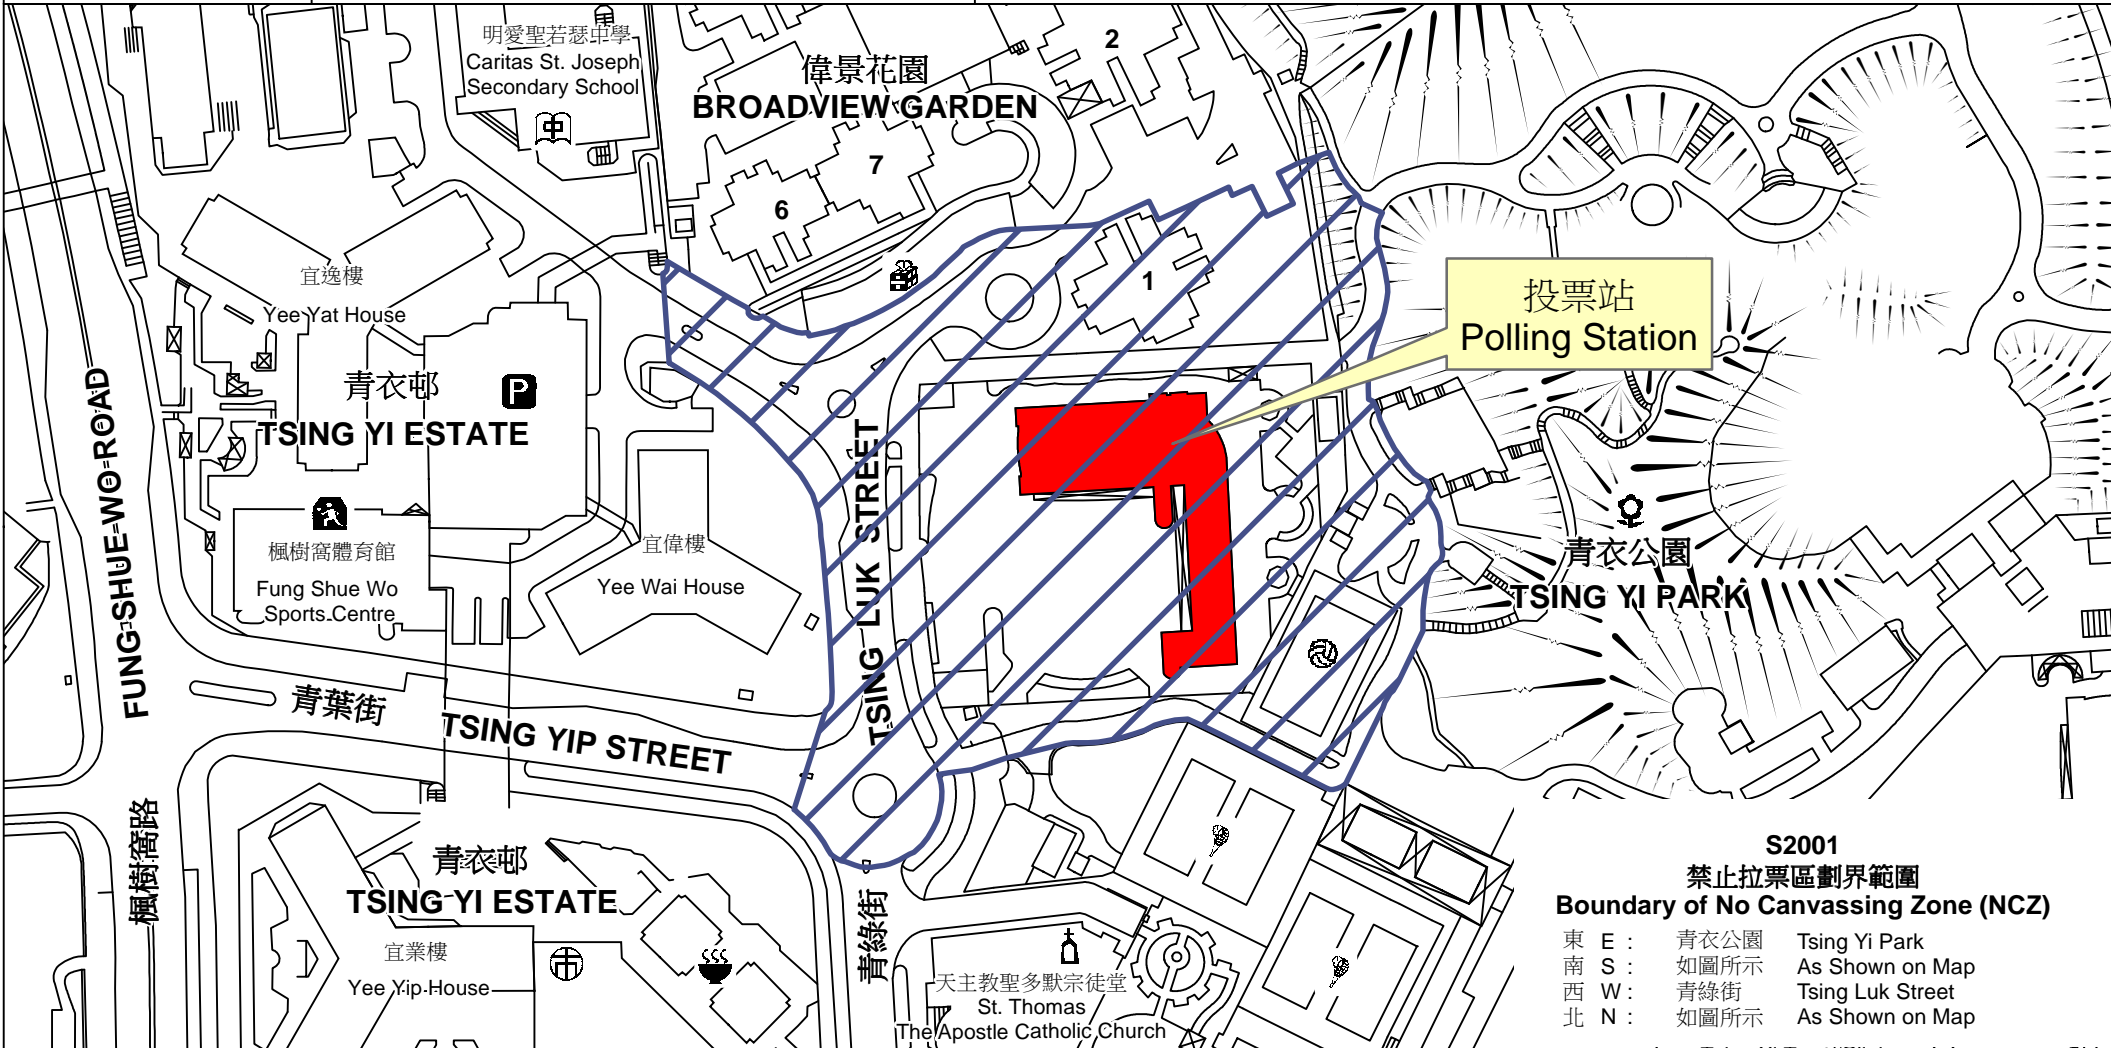 明愛聖若瑟中學
Caritas St. Joseph
Secondary School
中
偉景花園
BROADVIEW GARDEN
2
7
6
1
宜逸樓
Yee Yat House
青衣邨
TSING YI ESTATE
P
投票站
Polling Station
FUNG SHUE WO ROAD
楓樹窩路
楓樹窩體育館
Fung Shue Wo
Sports Centre
宜偉樓
Yee Wai House
TSING LUK STREET
青綠街
青衣公園
TSING YI PARK
青葉街
TSING YIP STREET
青衣邨
TSING YI ESTATE
宜業樓
Yee Yip House
天主教聖多默宗徒堂
St. Thomas
The Apostle Catholic Church
S2001
禁止拉票區劃界範圍
Boundary of No Canvassing Zone (NCZ)
東 E : 青衣公園 Tsing Yi Park
南 S : 如圖所示 As Shown on Map
西 W : 青綠街 Tsing Luk Street
北 N : 如圖所示 As Shown on Map